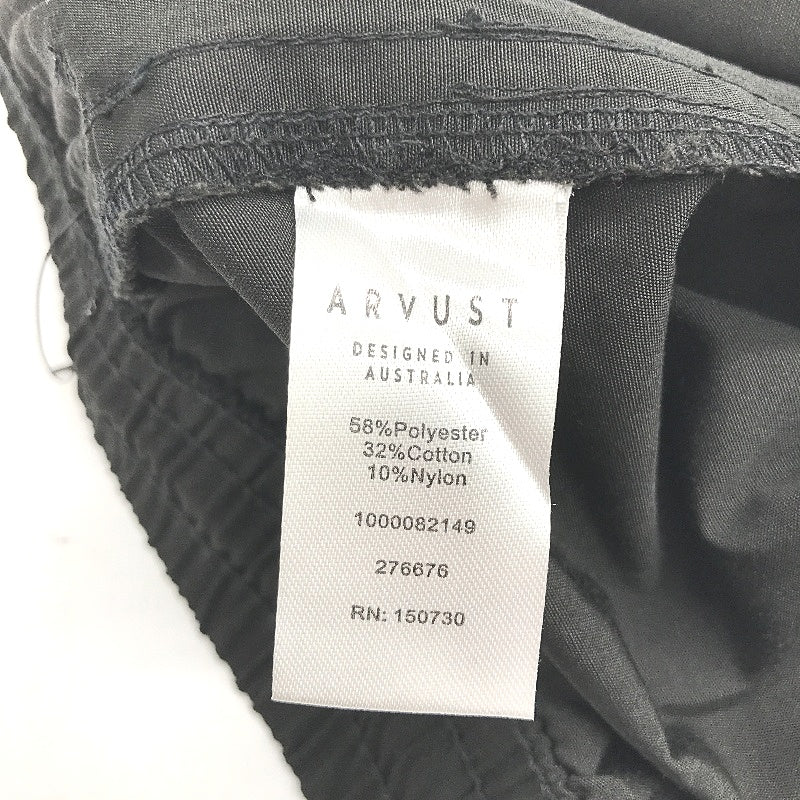 ARVUST
DESIGNED IN
AUSTRALIA
58%Polyester
32%Cotton
10%Nylon
1000082149
276676
RN: 150730